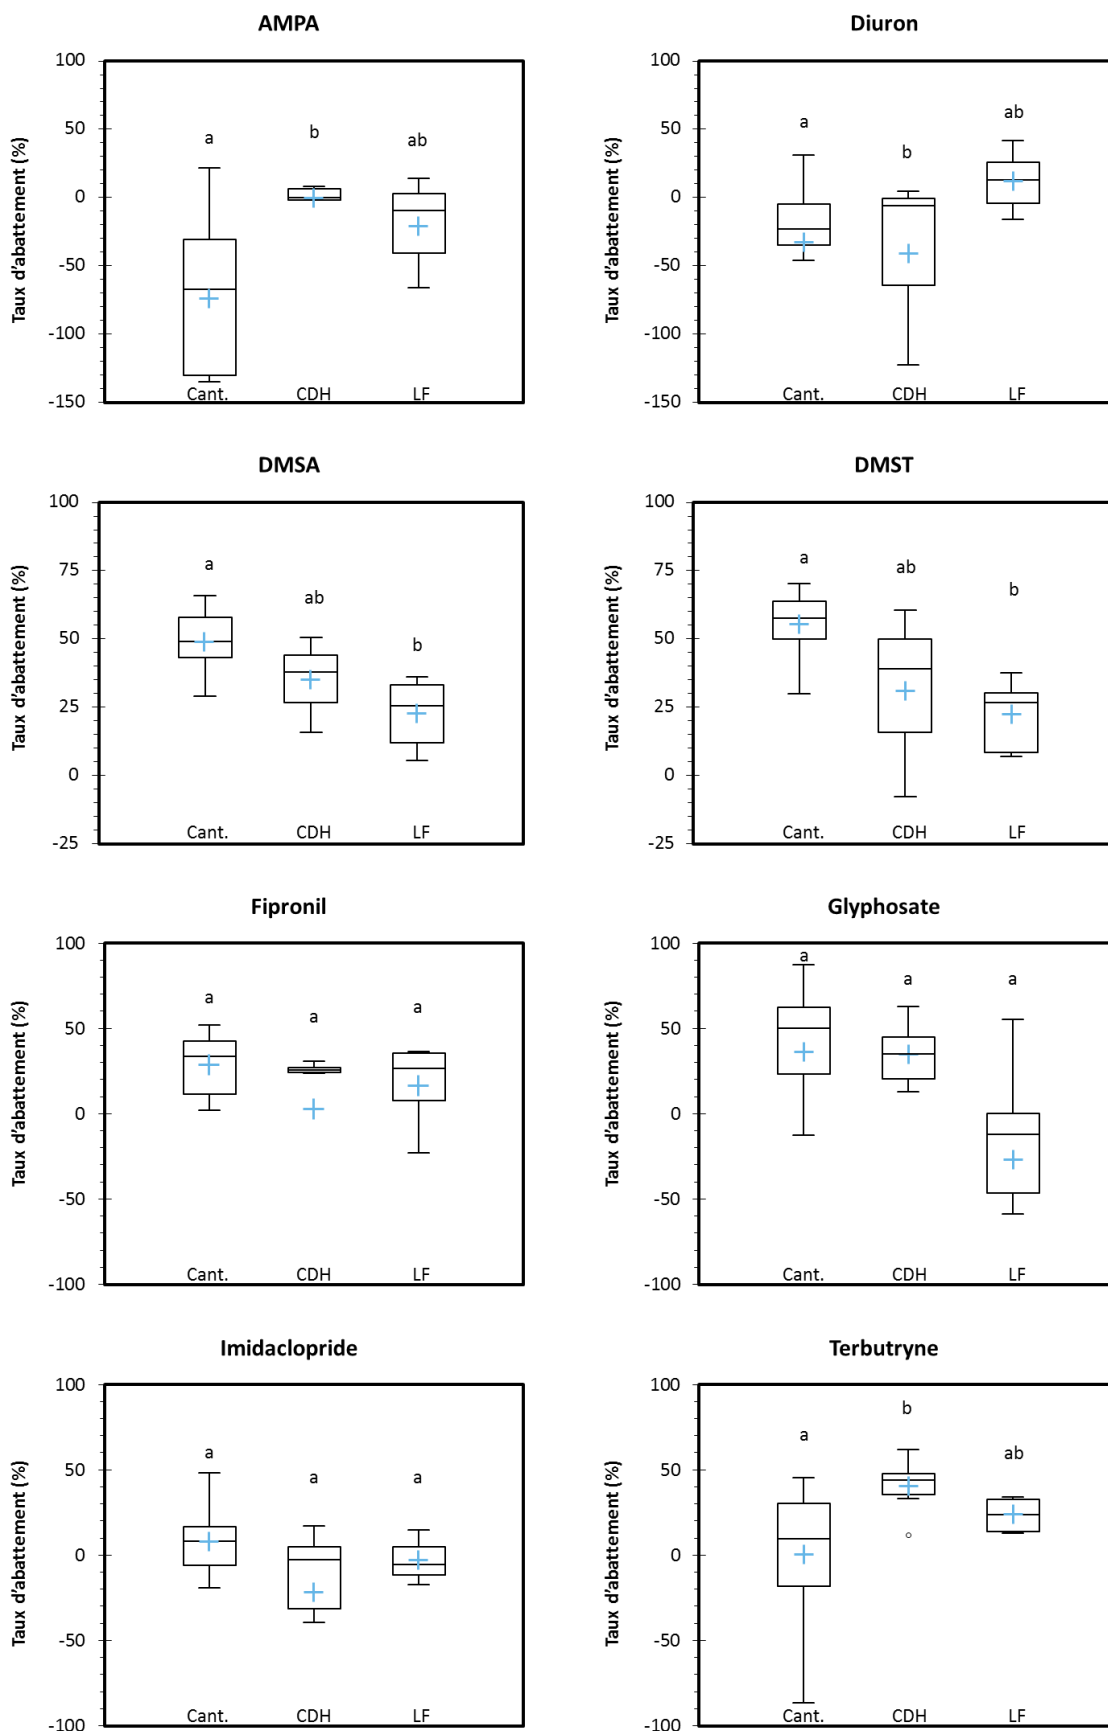 AMPA
Taux d'abattement (%)
100
50
0
-50
-100
-150
a
b
ab
Cant.
CDH
LF
Diuron
Taux d'abattement (%)
100
50
0
-50
-100
-150
a
b
ab
Cant.
CDH
LF
DMSA
Taux d'abattement (%)
100
75
50
25
0
-25
a
ab
b
Cant.
CDH
LF
DMST
Taux d'abattement (%)
100
75
50
25
0
-25
a
ab
b
Cant.
CDH
LF
Fipronil
Taux d'abattement (%)
100
50
0
-50
-100
a
a
a
Cant.
CDH
LF
Glyphosate
Taux d'abattement (%)
100
50
0
-50
-100
a
a
a
Cant.
CDH
LF
Imidaclopride
Taux d'abattement (%)
100
50
0
-50
-100
a
a
a
Cant.
CDH
LF
Terbutryne
Taux d'abattement (%)
100
50
0
-50
-100
a
b
ab
Cant.
CDH
LF